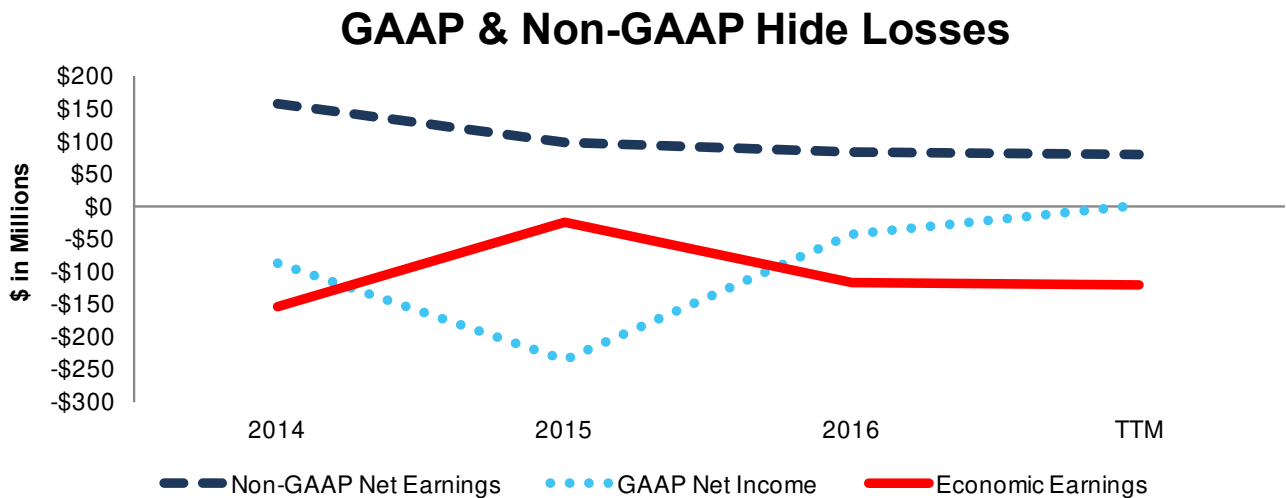 GAAP & Non-GAAP Hide Losses
$ in Millions
$200
$150
$100
$50
$0
-$50
-$100
-$150
-$200
-$250
-$300
2014 2015 2016 TTM
Non-GAAP Net Earnings GAAP Net Income Economic Earnings